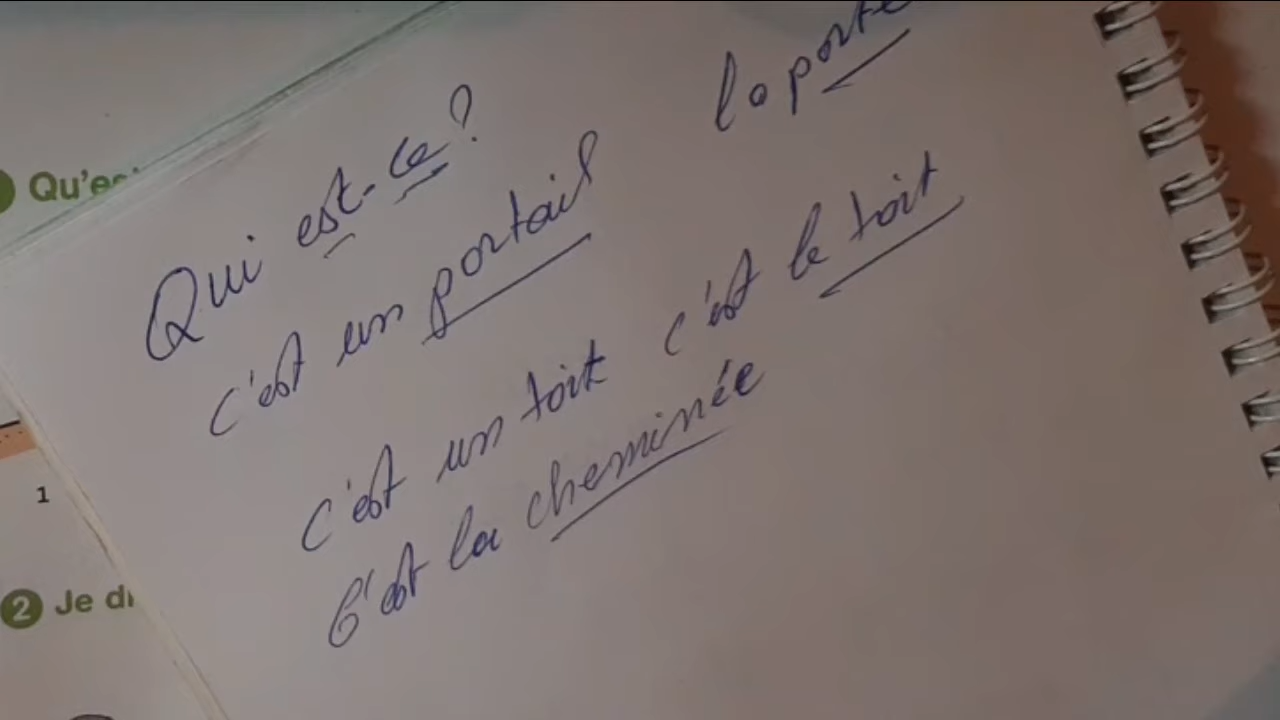 Qu'es
Qui est-ce?
la porte
c'est un portail
c'est un toit c'est le toit
C'est la cheminée
1
2 Je di